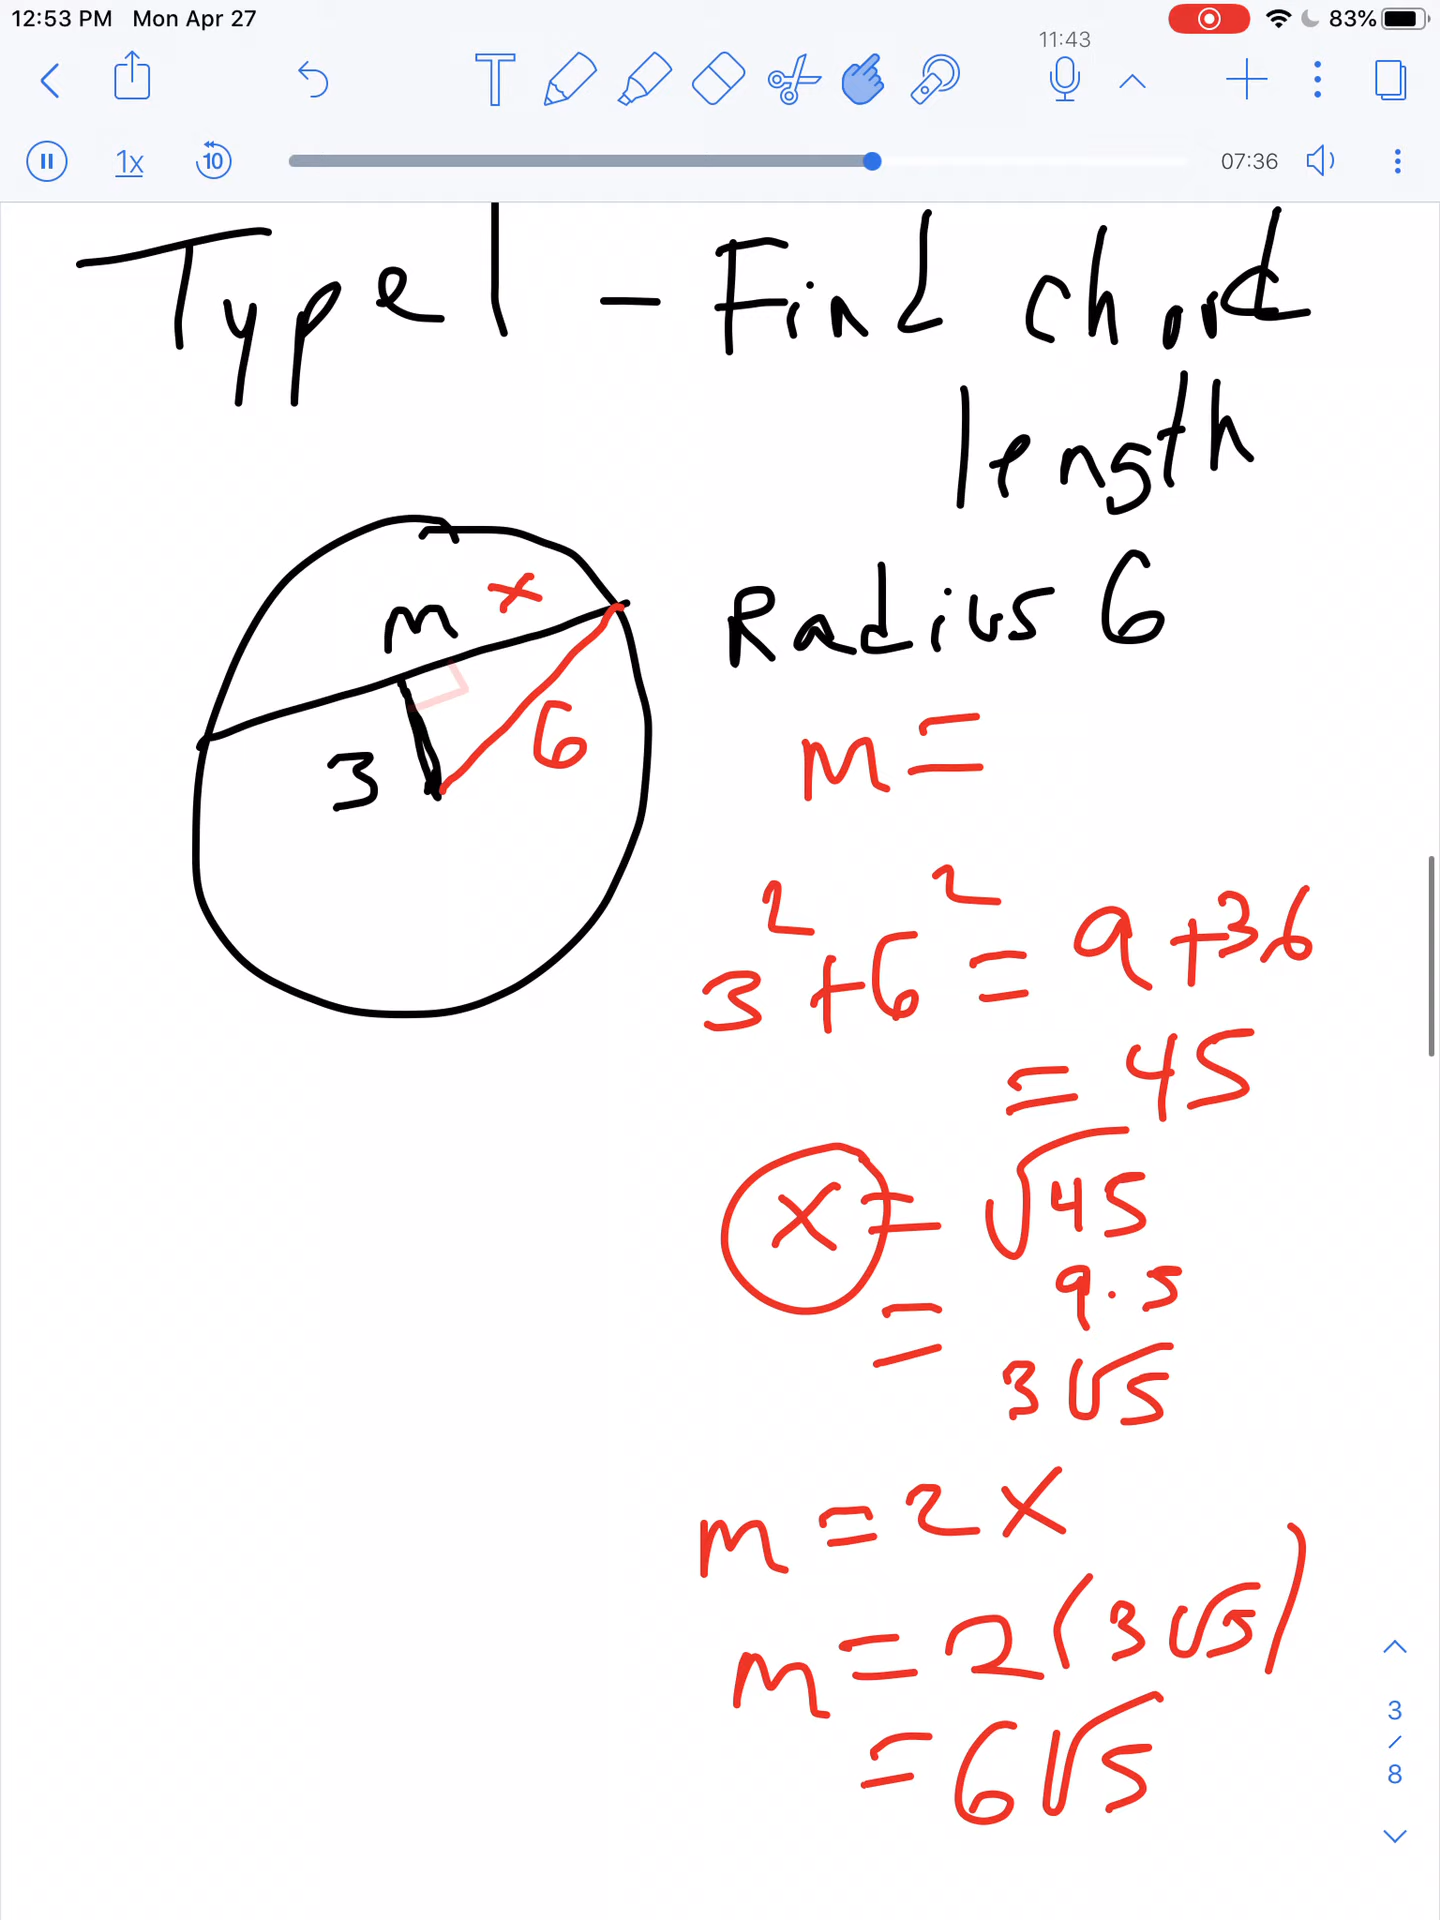 12:53 PM Mon Apr 27
83%
11:43
T
1x
10
07:36
Type 1 - Find chord
length
m x
Radius 6
6
3
m =
3² + 6² = 9 + 36
= 45
x = √45
9 . 5
= 3√5
m = 2x
m = 2(3√5)
= 6√5
3
/
8